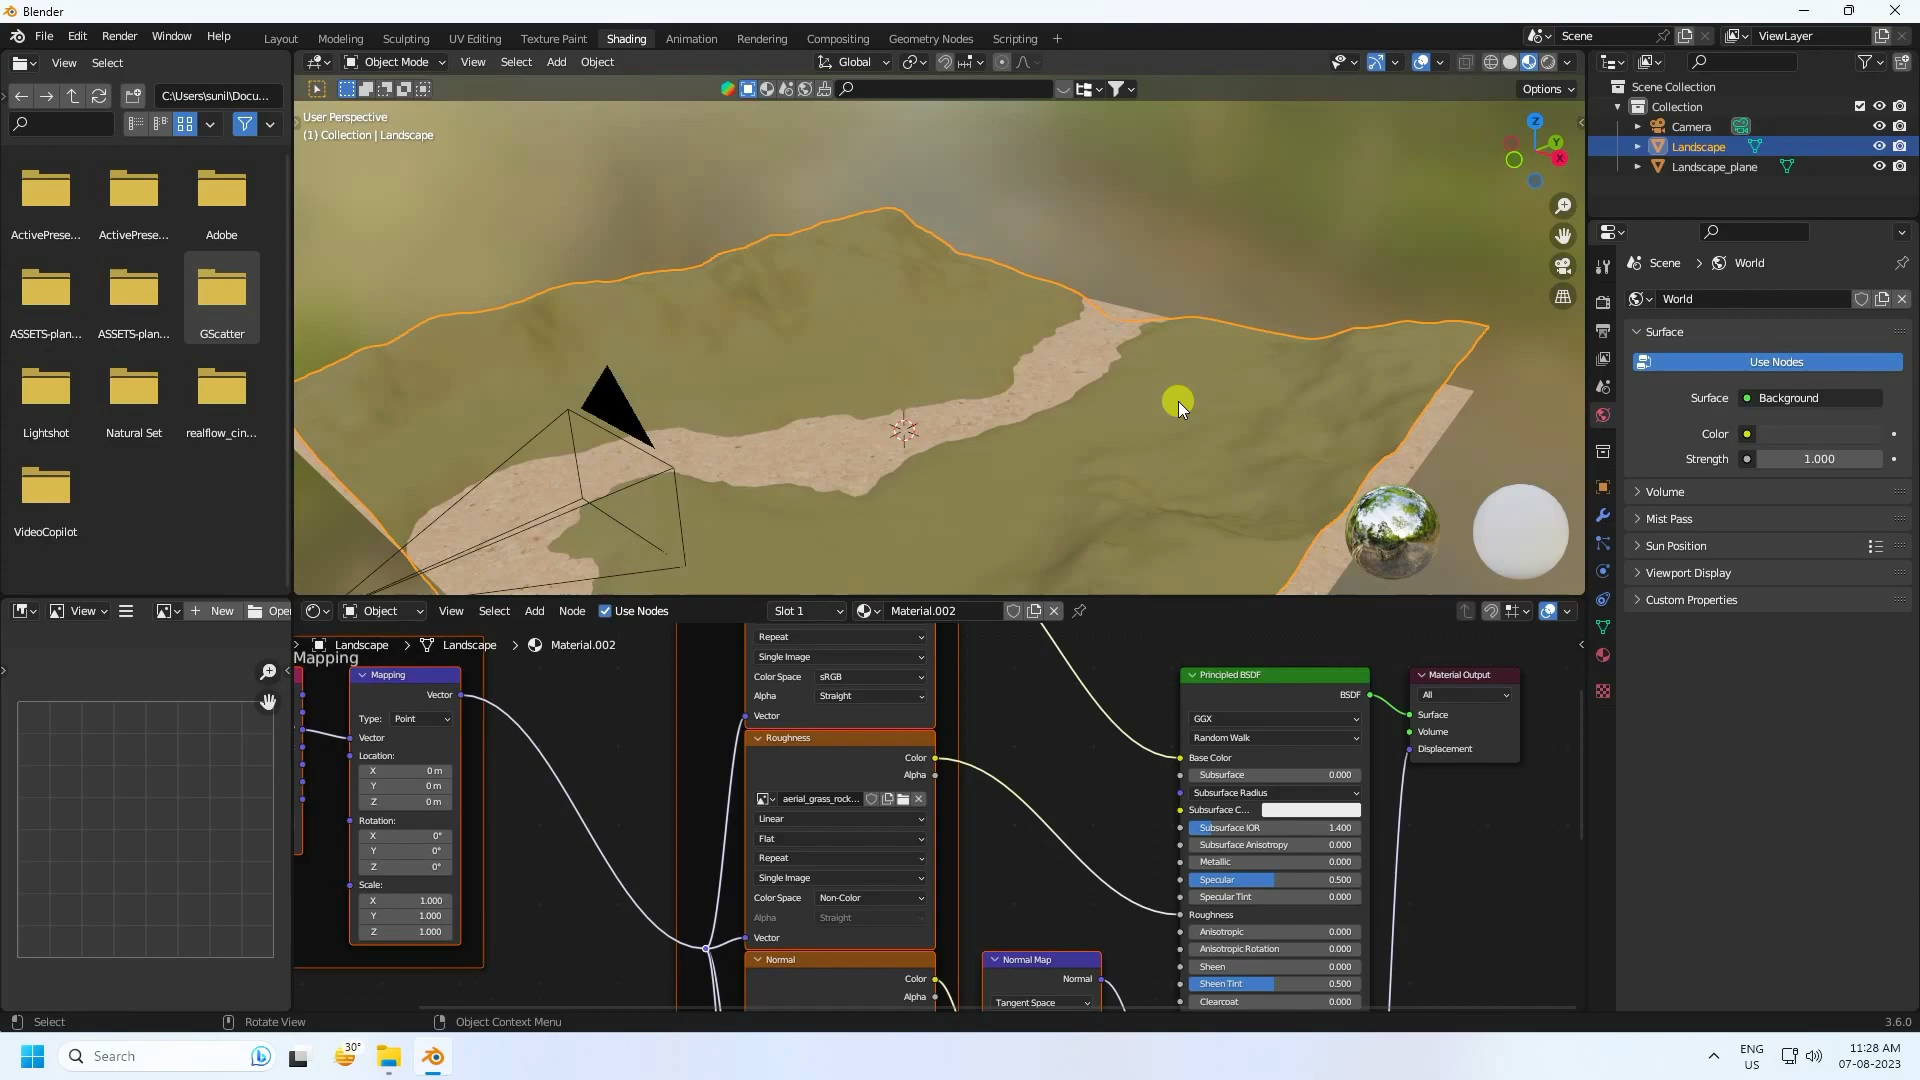 Blender
File Edit Render Window Help
Layout Modeling Sculpting UV Editing Texture Paint Shading Animation Rendering Compositing Geometry Nodes Scripting +
Scene
ViewLayer
View Select
Object Mode View Select Add Object
Global
C:\Users\sunil\Docu...
Options
User Perspective
(1) Collection | Landscape
Z
Y
X
ActivePrese...
ActivePrese...
Adobe
ASSETS-plan...
ASSETS-plan...
GScatter
Lightshot
Natural Set
realflow_cin...
VideoCopilot
Scene Collection
Collection
Camera
Landscape
Landscape_plane
Scene > World
World
Surface
Use Nodes
Surface Background
Color
Strength 1.000
Volume
Mist Pass
Sun Position
Viewport Display
Custom Properties
View
+ New
Open
Object View Select Add Node Use Nodes
Slot 1
Material.002
Landscape > Landscape > Material.002
Mapping
Mapping
Vector
Type: Point
Vector
Location:
X 0 m
Y 0 m
Z 0 m
Rotation:
X 0°
Y 0°
Z 0°
Scale:
X 1.000
Y 1.000
Z 1.000
Repeat
Single Image
Color Space sRGB
Alpha Straight
Vector
Roughness
Color
Alpha
aerial_grass_rock...
Linear
Flat
Repeat
Single Image
Color Space Non-Color
Alpha Straight
Vector
Normal
Color
Alpha
Normal Map
Normal
Tangent Space
Principled BSDF
BSDF
GGX
Random Walk
Base Color
Subsurface 0.000
Subsurface Radius
Subsurface C...
Subsurface IOR 1.400
Subsurface Anisotropy 0.000
Metallic 0.000
Specular 0.500
Specular Tint 0.000
Roughness
Anisotropic 0.000
Anisotropic Rotation 0.000
Sheen 0.000
Sheen Tint 0.500
Clearcoat 0.000
Material Output
All
Surface
Volume
Displacement
Select
Rotate View
Object Context Menu
3.6.0
Search
30°
ENG
US
11:28 AM
07-08-2023